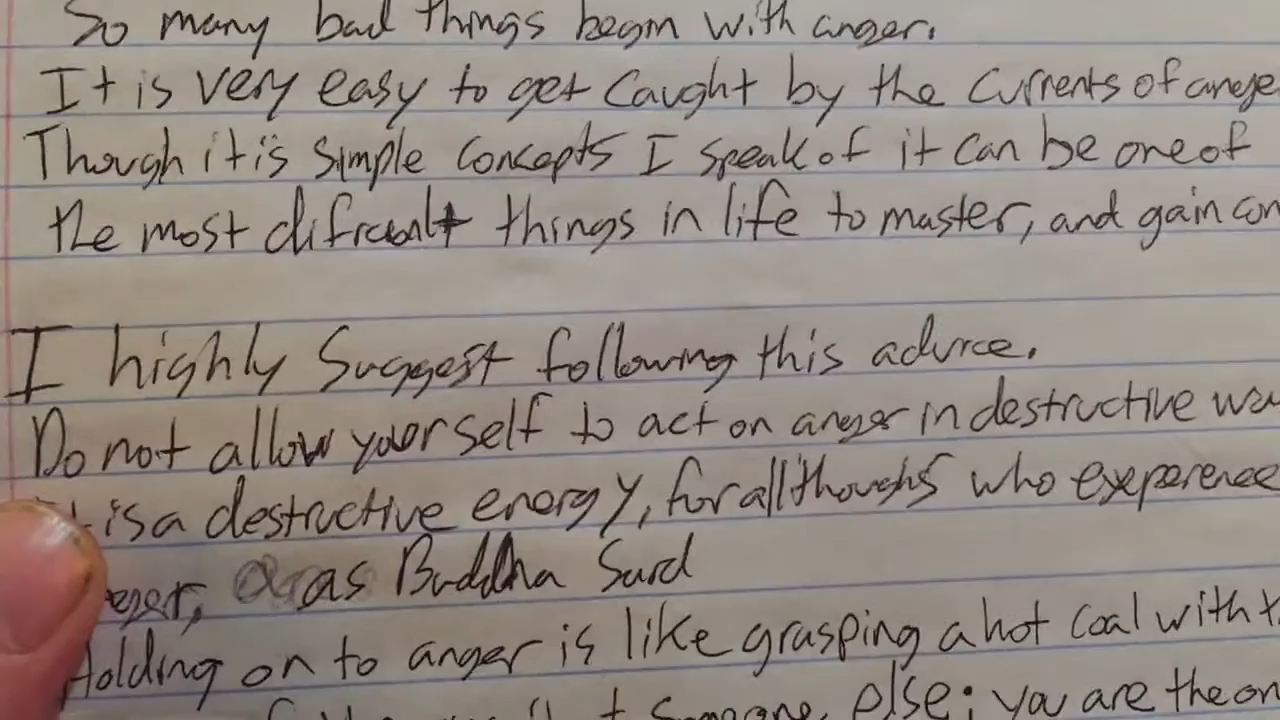 So many bad things begin with anger.
It is very easy to get Caught by the Currents of anege
Though it is simple concepts I speak of it can be one of
the most things in life to master, and gain con
I highly Suggest following this advice.
Do not allow yourself to act on anger in destructive wa
is a destructive energy, for all who
as Buddha Said
Holding on to anger is like grasping a hot coal with t
someone else; you are the on